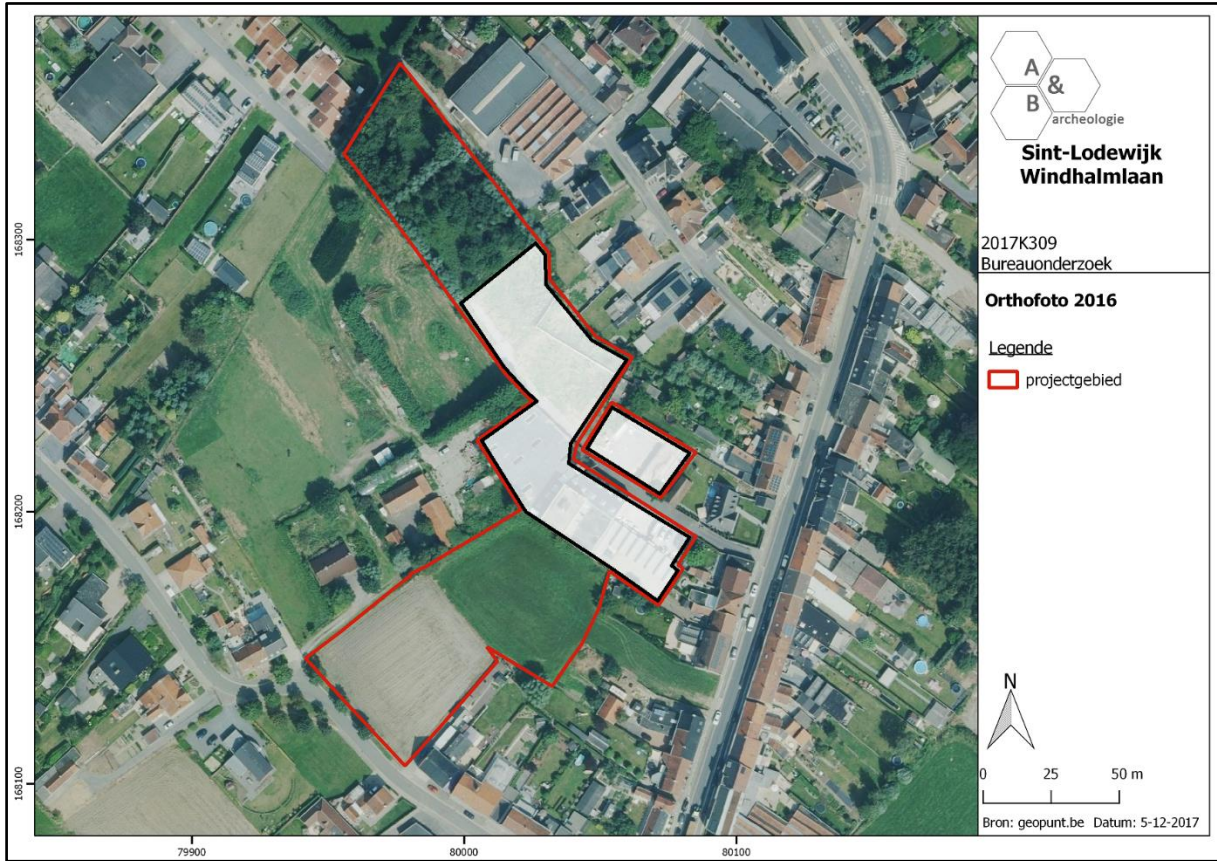 A
&
B
archeologie
Sint-Lodewijk
Windhalmlaan
2017K309
Bureauonderzoek
Orthofoto 2016
Legende
projectgebied
N
0 25 50 m
Bron: geopunt.be Datum: 5-12-2017
168300
168200
168100
79900 80000 80100